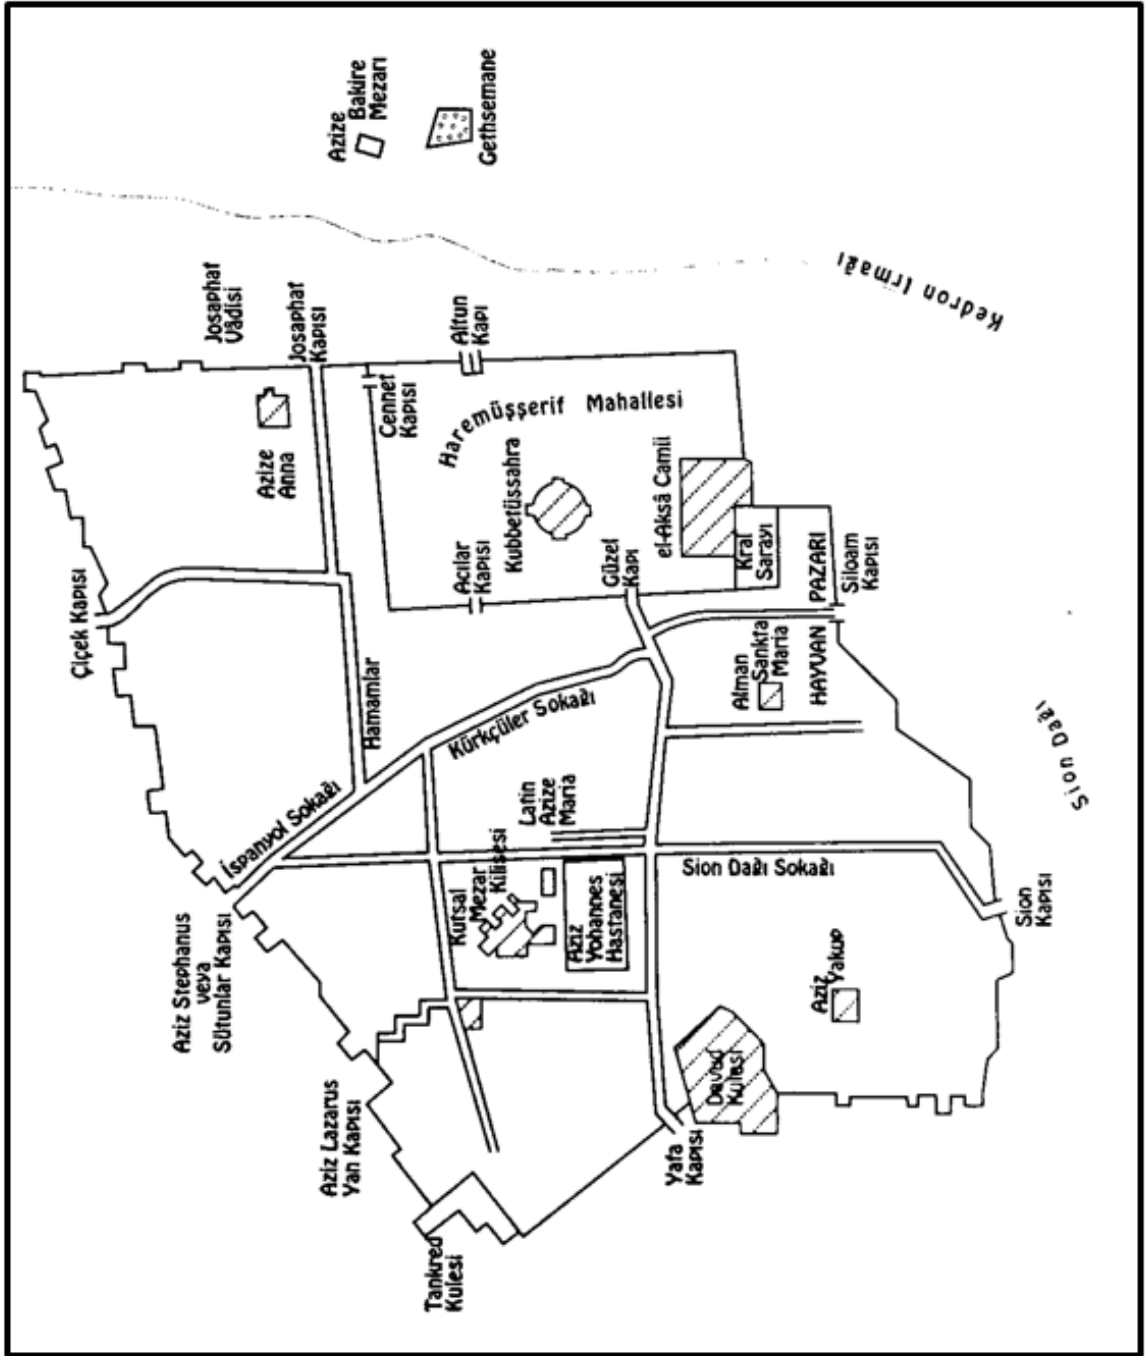 Azize
Bakire
Mezarı
Gethsemane
Kedron Irmağı
Josaphat
Vâdisi
Josaphat
Kapısı
Altun
Kapı
Cennet
Kapısı
Haremüşşerif Mahallesi
Azize
Anna
Kubbetüssahra
el-Aksâ Camii
Kral
Sarayı
Acılar
Kapısı
Güzel
Kapı
PAZARI
Siloam
Kapısı
Çiçek Kapısı
Hamamlar
Alman
Sankta
Maria
HAYVAN
Kürkçüler Sokağı
Sion Dağı
İspanyol Sokağı
Latin
Azize
Maria
Kutsal
Mezar
Kilisesi
Aziz
Yohannes
Hastanesi
Sion Dağı Sokağı
Sion
Kapısı
Aziz Stephanus
veya
Sütunlar Kapısı
Aziz
Yakup
Davud
Kulesi
Aziz Lazarus
Yan Kapısı
Yafa
Kapısı
Tankred
Kulesi